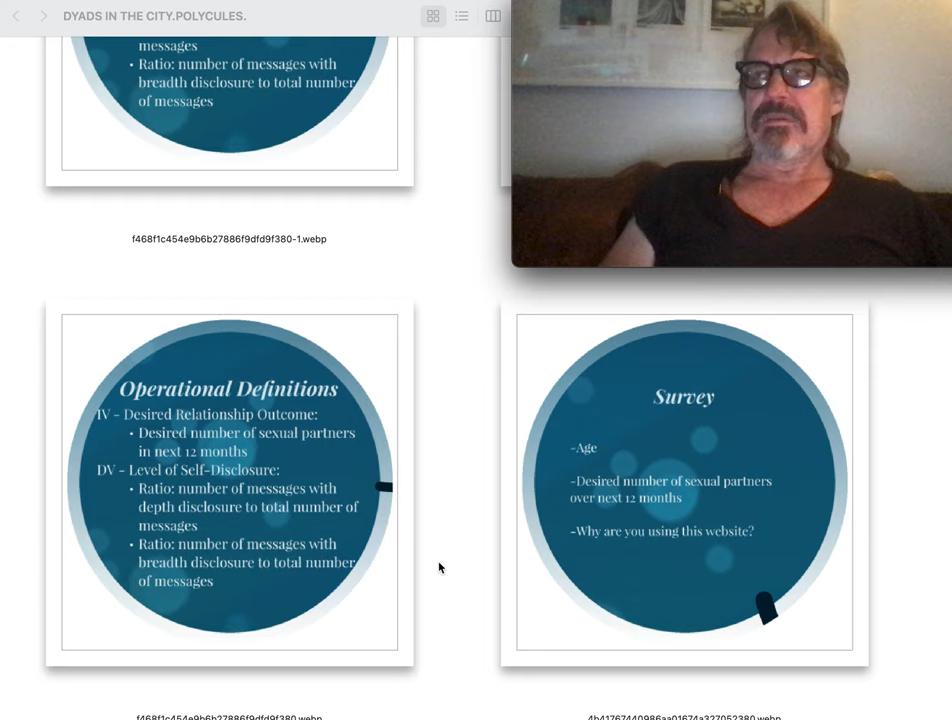 DYADS IN THE CITY.POLYCULES.
messages
• Ratio: number of messages with
breadth disclosure to total number
of messages
f468f1c454e9b6b27886f9dfd9f380-1.webp
Operational Definitions
IV - Desired Relationship Outcome:
• Desired number of sexual partners
in next 12 months
DV - Level of Self-Disclosure:
• Ratio: number of messages with
depth disclosure to total number of
messages
• Ratio: number of messages with
breadth disclosure to total number
of messages
Survey
-Age
-Desired number of sexual partners
over next 12 months
-Why are you using this website?
f468f1c454e9b6b27886f9dfd9f380.webp
4b41767440986aa01674a327052380.webp